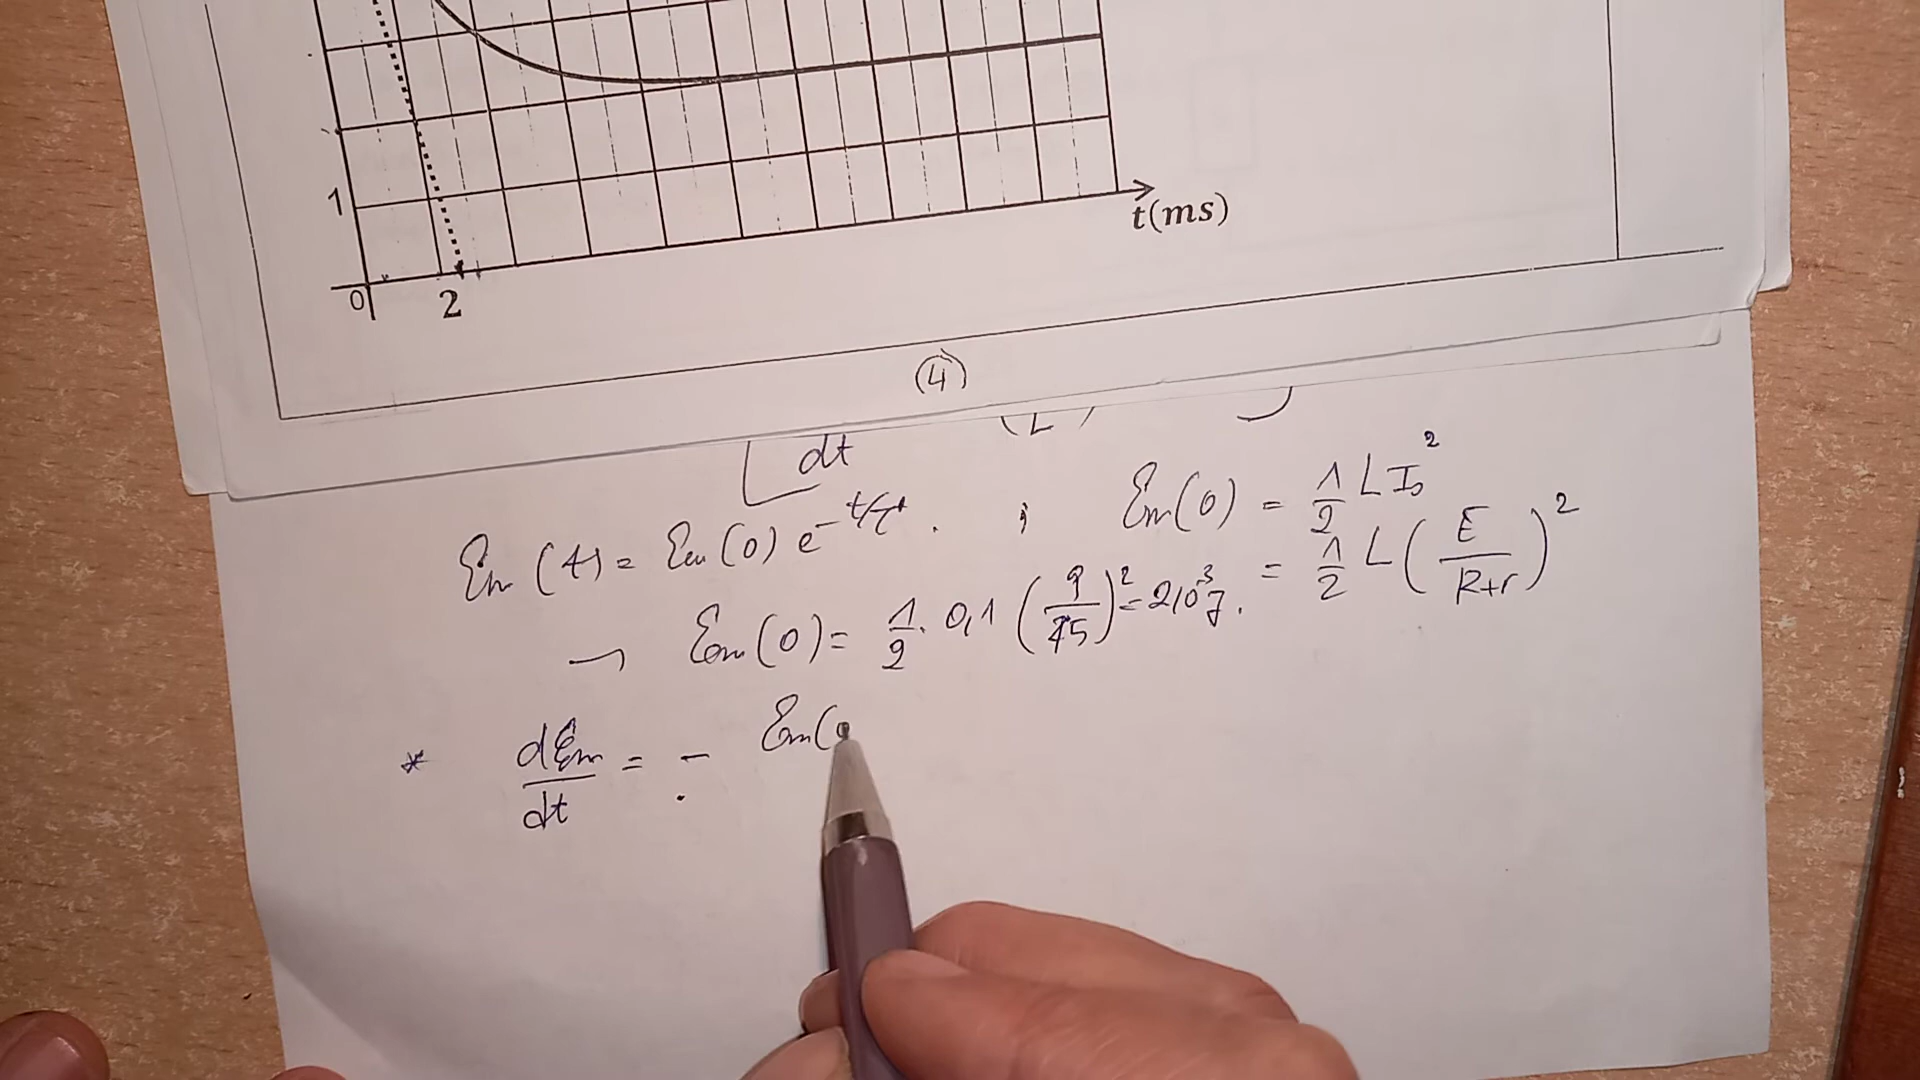 1
t(ms)
0
2
(4)
dt
Em(t) = Em(0) e^{-t/τ'} . ; Em(0) = 1/2 L I₀²
= 1/2 L (E/(R+r))²
→ Em(0) = 1/2 . 0,1 (9/45)² = 2,10⁻³ J.
* dEm/dt = - Em(0